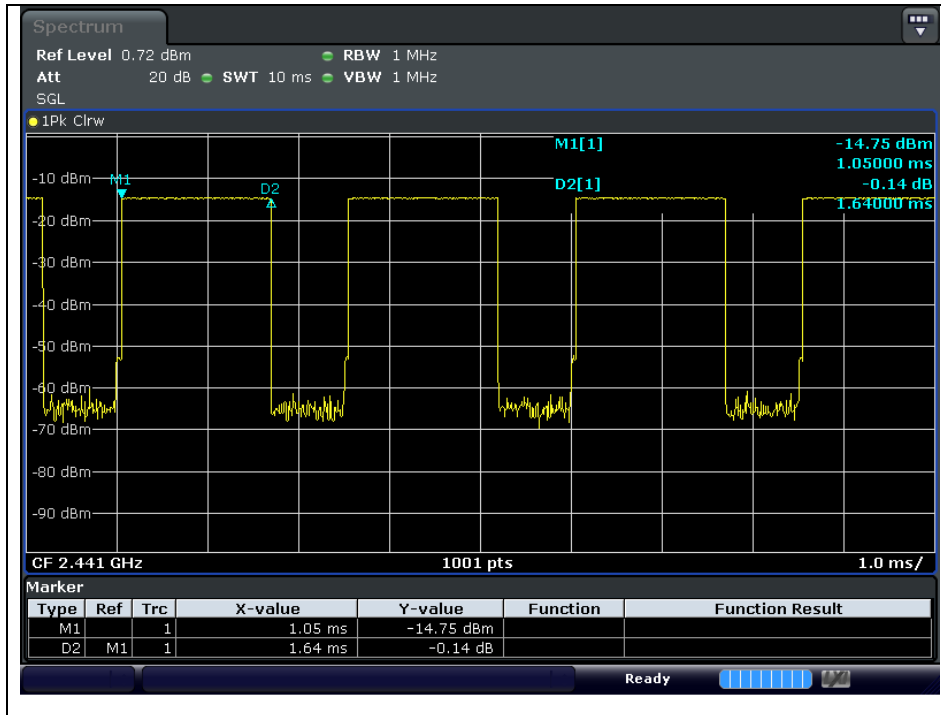 Spectrum
Ref Level 0.72 dBm RBW 1 MHz
Att 20 dB SWT 10 ms VBW 1 MHz
SGL
1Pk Clrw
M1[1] -14.75 dBm
1.05000 ms
D2[1] -0.14 dB
1.64000 ms
M1
D2
-10 dBm
-20 dBm
-30 dBm
-40 dBm
-50 dBm
-60 dBm
-70 dBm
-80 dBm
-90 dBm
CF 2.441 GHz 1001 pts 1.0 ms/
Marker
Type Ref Trc X-value Y-value Function Function Result
M1 1 1.05 ms -14.75 dBm
D2 M1 1 1.64 ms -0.14 dB
Ready